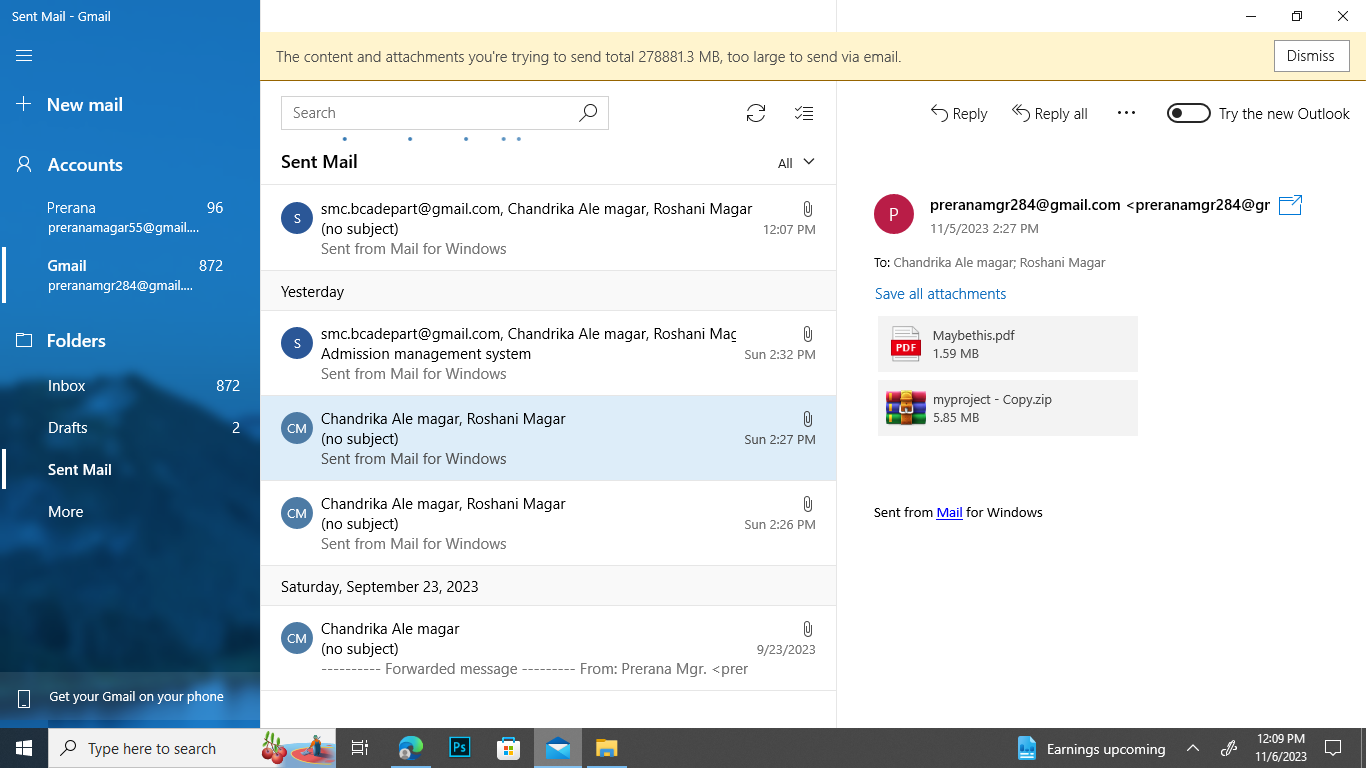 Sent Mail - Gmail
The content and attachments you're trying to send total 278881.3 MB, too large to send via email.
Dismiss
New mail
Accounts
Prerana 96
preranamagar55@gmail....
Gmail 872
preranamgr284@gmail....
Folders
Inbox 872
Drafts 2
Sent Mail
More
Get your Gmail on your phone
Search
Sent Mail
All
S
smc.bcadepart@gmail.com, Chandrika Ale magar, Roshani Magar
(no subject) 12:07 PM
Sent from Mail for Windows
Yesterday
S
smc.bcadepart@gmail.com, Chandrika Ale magar, Roshani Mag
Admission management system Sun 2:32 PM
Sent from Mail for Windows
CM
Chandrika Ale magar, Roshani Magar
(no subject) Sun 2:27 PM
Sent from Mail for Windows
CM
Chandrika Ale magar, Roshani Magar
(no subject) Sun 2:26 PM
Sent from Mail for Windows
Saturday, September 23, 2023
CM
Chandrika Ale magar
(no subject) 9/23/2023
---------- Forwarded message --------- From: Prerana Mgr. <prer
Reply Reply all ... Try the new Outlook
P
preranamgr284@gmail.com <preranamgr284@gr
11/5/2023 2:27 PM
To: Chandrika Ale magar; Roshani Magar
Save all attachments
PDF
Maybethis.pdf
1.59 MB
myproject - Copy.zip
5.85 MB
Sent from Mail for Windows
Type here to search
Ps
Earnings upcoming
12:09 PM
11/6/2023